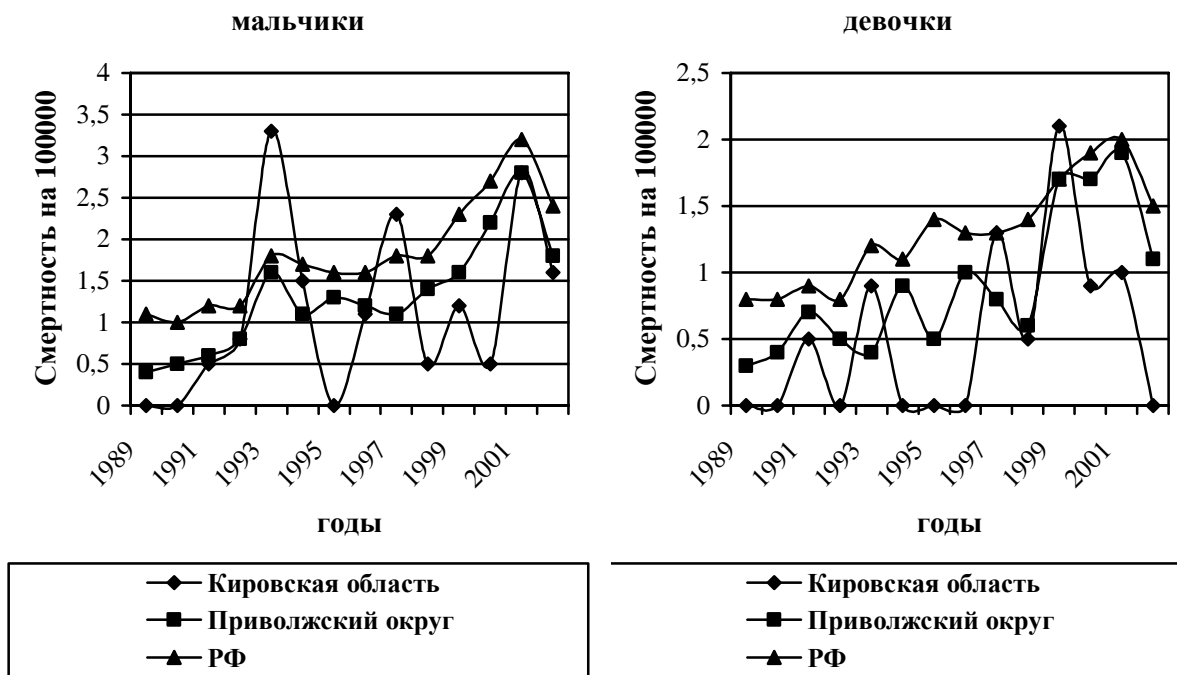 мальчики
Смертность на 100000
4
3,5
3
2,5
2
1,5
1
0,5
0
1989
1991
1993
1995
1997
1999
2001
годы
Кировская область
Приволжский округ
РФ
девочки
Смертность на 100000
2,5
2
1,5
1
0,5
0
1989
1991
1993
1995
1997
1999
2001
годы
Кировская область
Приволжский округ
РФ